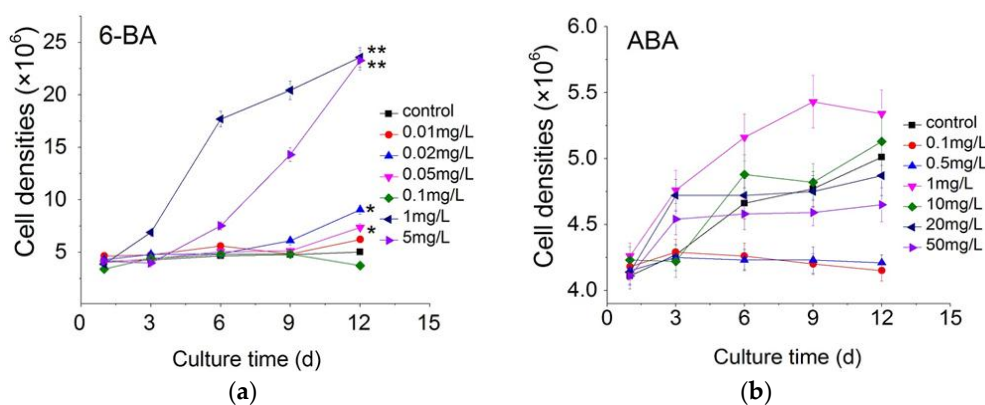 6-BA
Cell densities (×10⁶)
25
20
15
10
5
0
3
6
9
12
15
Culture time (d)
**
**
*
*
control
0.01mg/L
0.02mg/L
0.05mg/L
0.1mg/L
1mg/L
5mg/L
(a)
ABA
Cell densities (×10⁶)
6.0
5.5
5.0
4.5
4.0
0
3
6
9
12
15
Culture time (d)
control
0.1mg/L
0.5mg/L
1mg/L
10mg/L
20mg/L
50mg/L
(b)